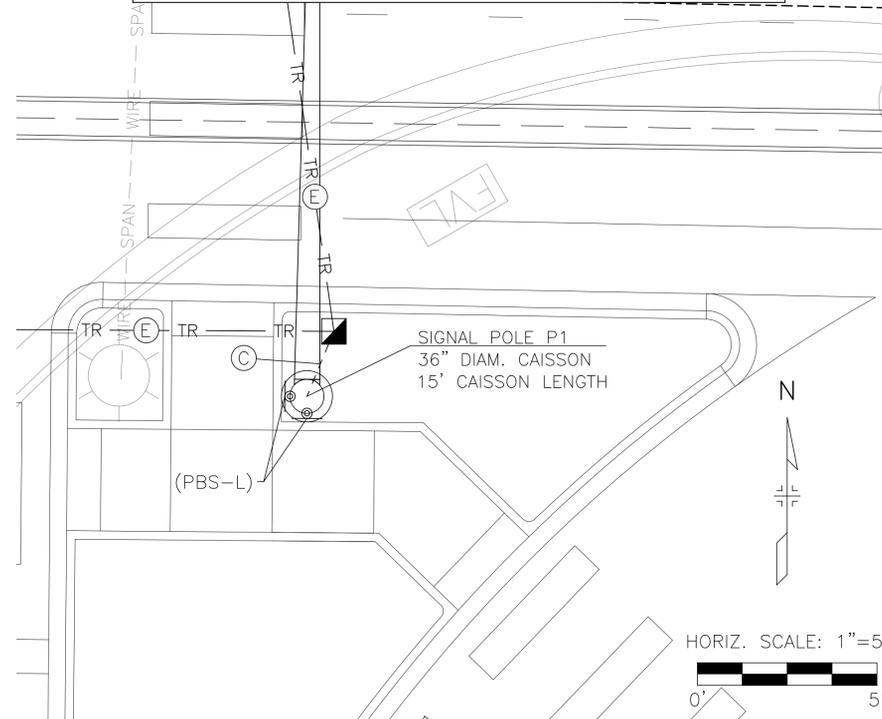 SPA
WIRE
SPAN
WIRE
TR
TR
E
TR
FVL
TR
E
TR
TR
C
SIGNAL POLE P1
36" DIAM. CAISSON
15' CAISSON LENGTH
(PBS-L)
N
HORIZ. SCALE: 1"=5
0'
5